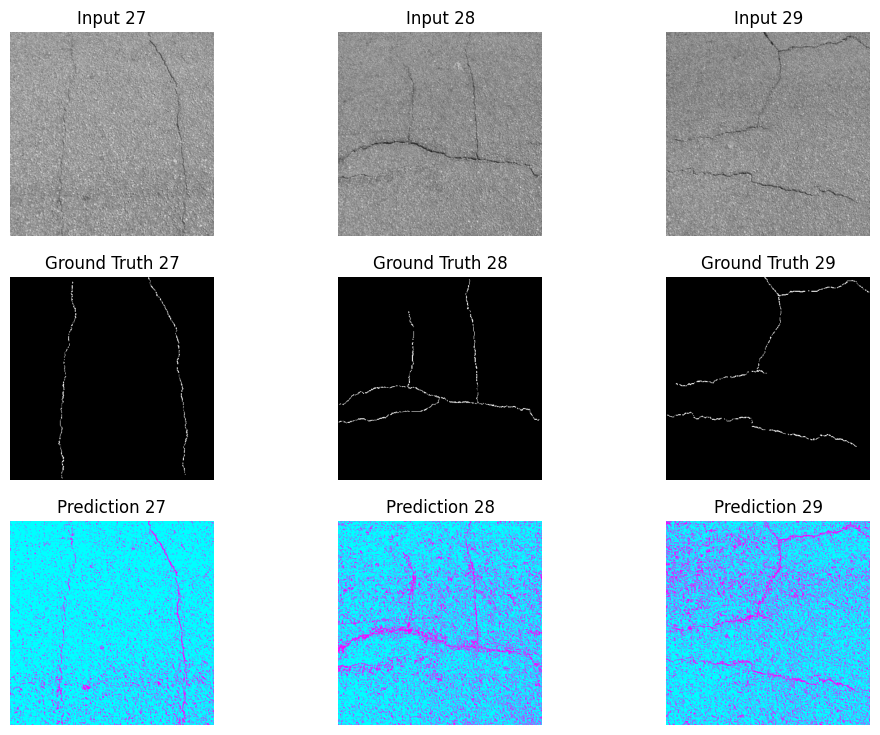 Input 27
Input 28
Input 29
Ground Truth 27
Ground Truth 28
Ground Truth 29
Prediction 27
Prediction 28
Prediction 29